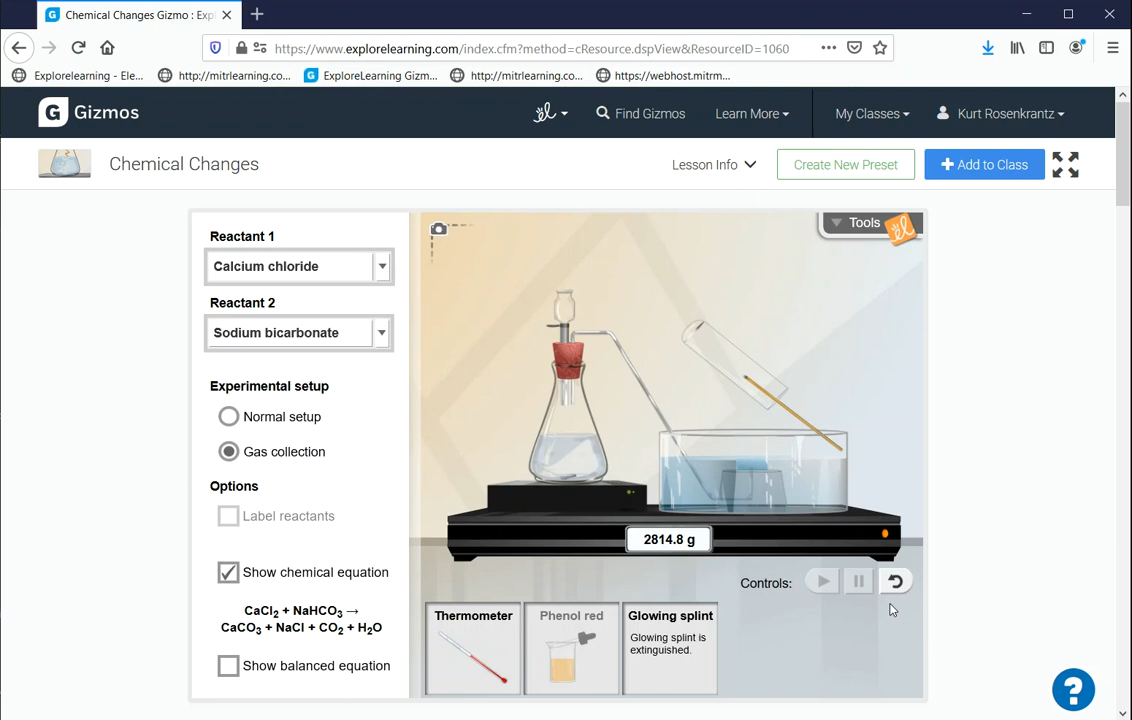 Chemical Changes Gizmo : Expl
https://www.explorelearning.com/index.cfm?method=cResource.dspView&ResourceID=1060
Explorelearning - Ele...
http://mitrlearning.co...
ExploreLearning Gizm...
http://mitrlearning.co...
https://webhost.mitrm...
G Gizmos
el
Find Gizmos
Learn More
My Classes
Kurt Rosenkrantz
Chemical Changes
Lesson Info
Create New Preset
+ Add to Class
Reactant 1
Calcium chloride
Reactant 2
Sodium bicarbonate
Experimental setup
Normal setup
Gas collection
Options
Label reactants
Show chemical equation
CaCl₂ + NaHCO₃ →
CaCO₃ + NaCl + CO₂ + H₂O
Show balanced equation
Tools
el
2814.8 g
Controls:
Thermometer
Phenol red
Glowing splint
Glowing splint is
extinguished.
?